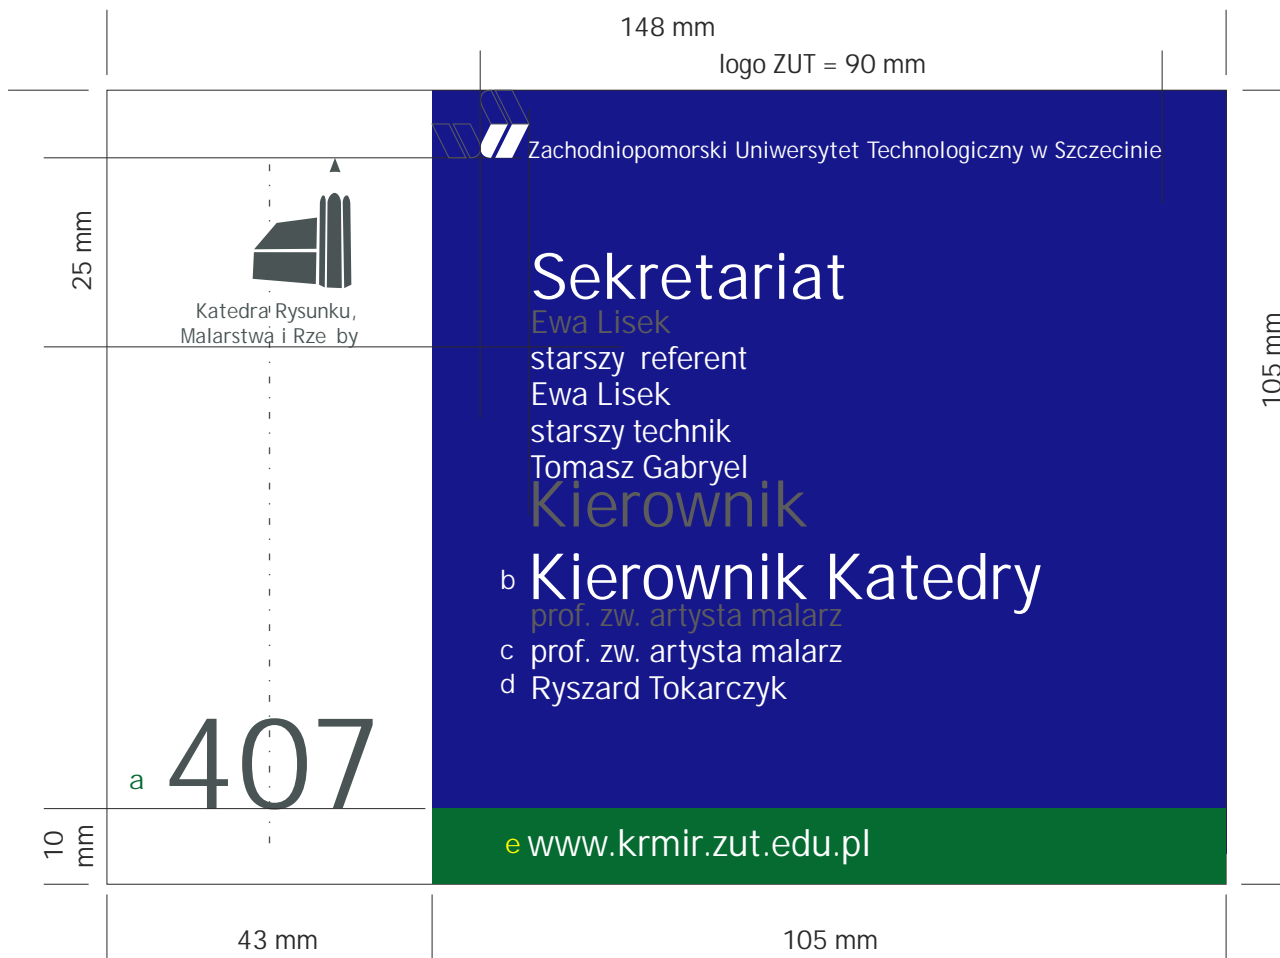 148 mm
logo ZUT = 90 mm
Zachodniopomorski Uniwersytet Technologiczny w Szczecinie
25 mm
Katedra Rysunku,
Malarstwa i Rze by
Sekretariat
Ewa Lisek
starszy referent
Ewa Lisek
starszy technik
Tomasz Gabryel
Kierownik
b Kierownik Katedry
prof. zw. artysta malarz
c prof. zw. artysta malarz
d Ryszard Tokarczyk
105 mm
a 407
10 mm
e www.krmir.zut.edu.pl
43 mm
105 mm